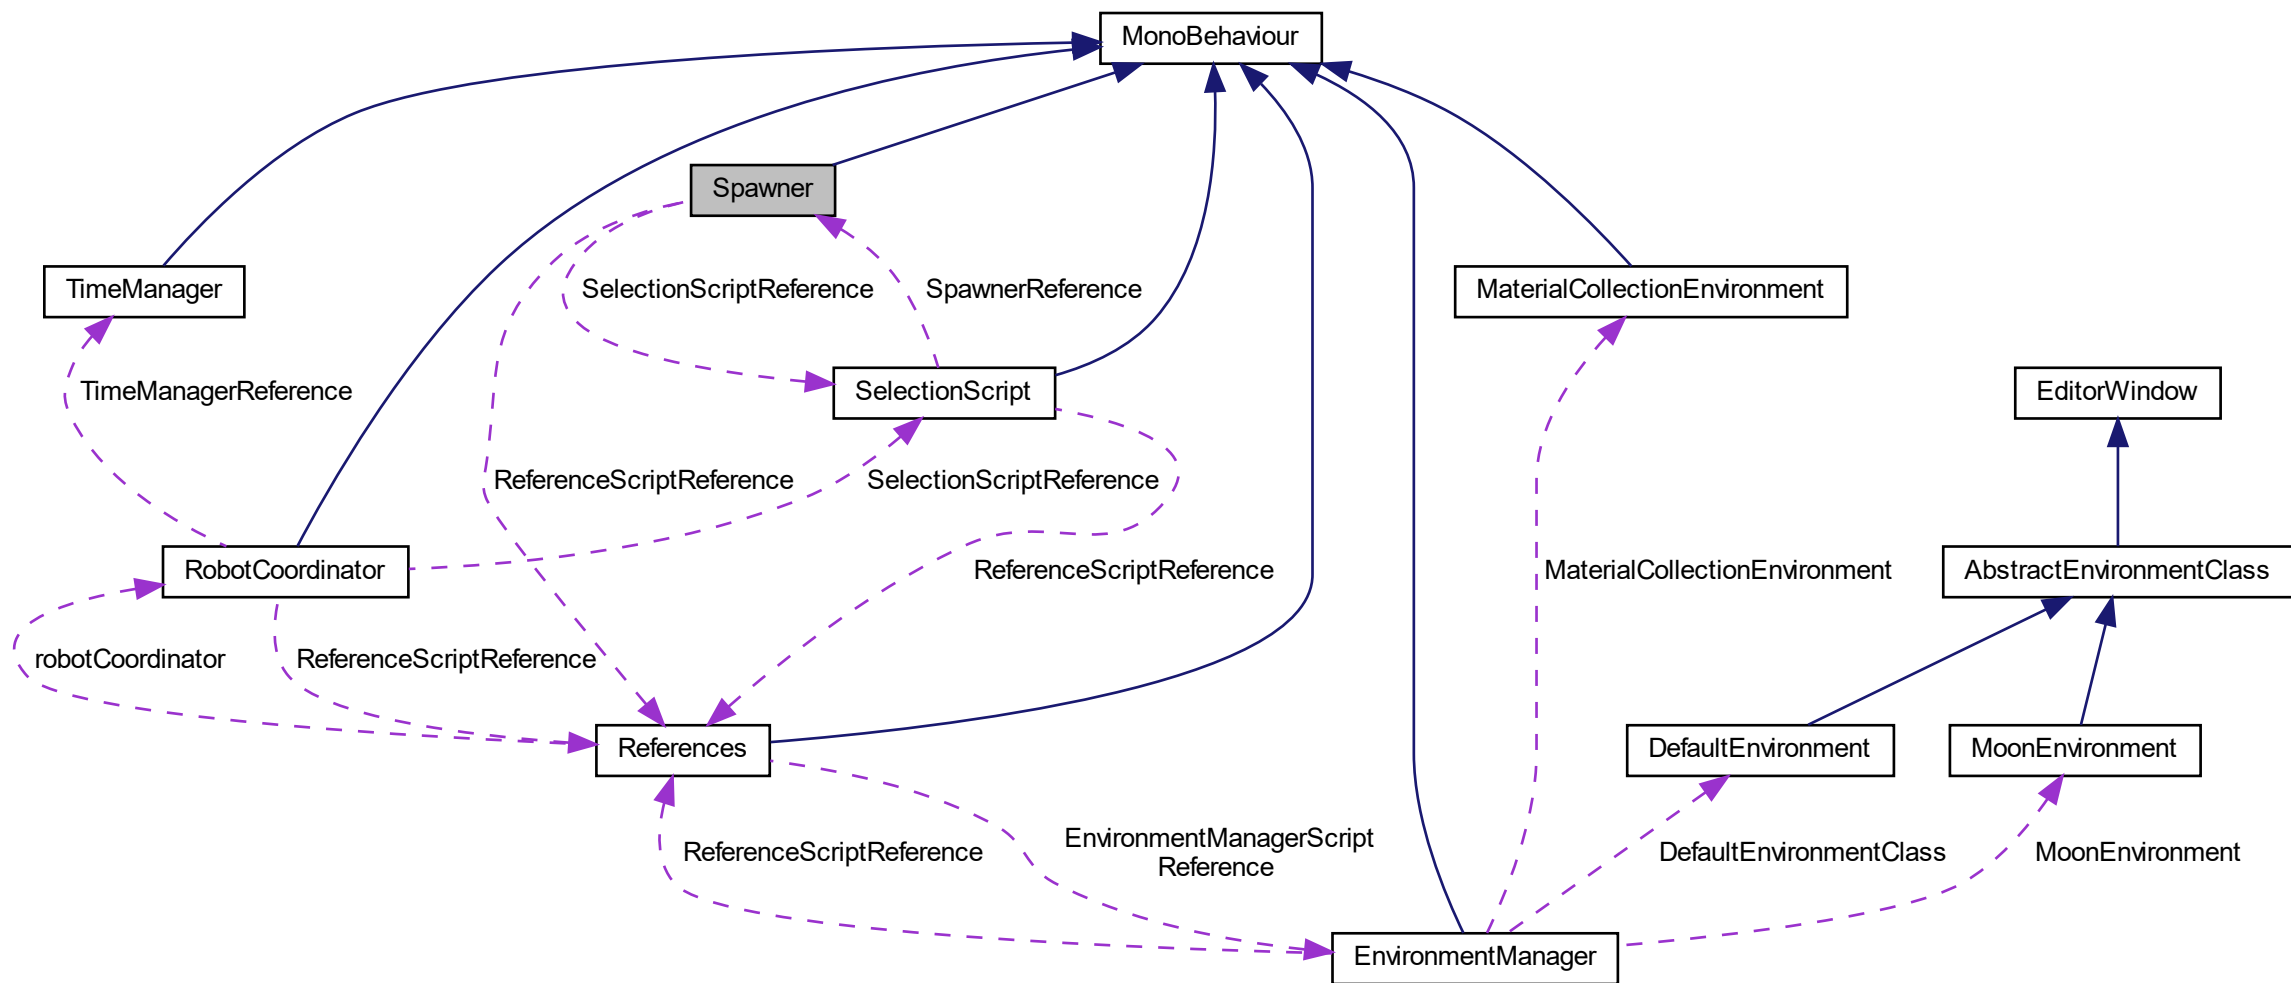 MonoBehaviour
Spawner
TimeManager
SelectionScriptReference
SpawnerReference
MaterialCollectionEnvironment
TimeManagerReference
SelectionScript
EditorWindow
ReferenceScriptReference
SelectionScriptReference
RobotCoordinator
ReferenceScriptReference
MaterialCollectionEnvironment
AbstractEnvironmentClass
robotCoordinator
ReferenceScriptReference
References
DefaultEnvironment
MoonEnvironment
ReferenceScriptReference
EnvironmentManagerScript
Reference
DefaultEnvironmentClass
MoonEnvironment
EnvironmentManager